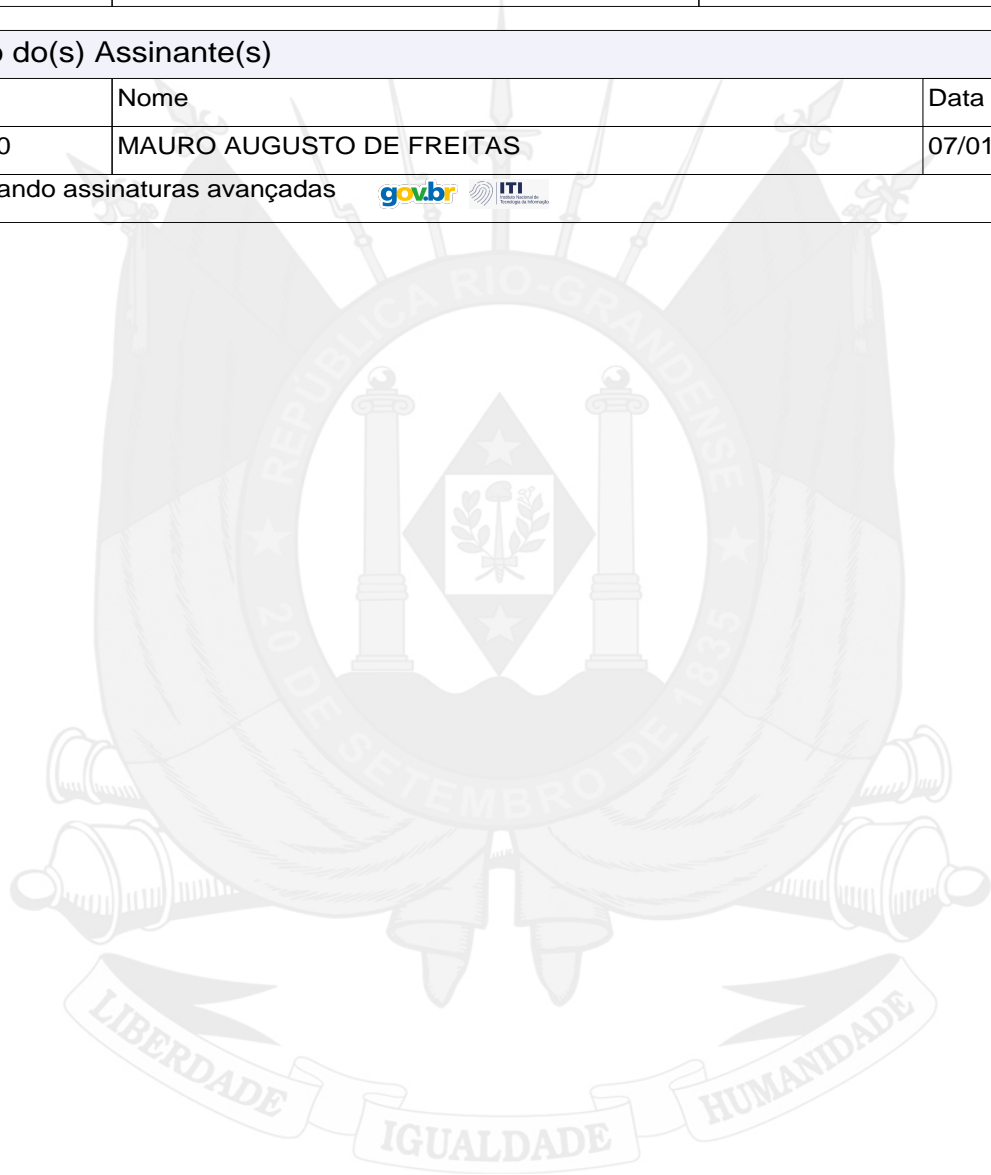 o do(s) Assinante(s)
Nome Data
0 MAURO AUGUSTO DE FREITAS 07/01
ando assinaturas avançadas gov.br ITI
REPÚBLICA RIO-GRANDENSE
20 DE SETEMBRO DE 1835
LIBERDADE IGUALDADE HUMANIDADE